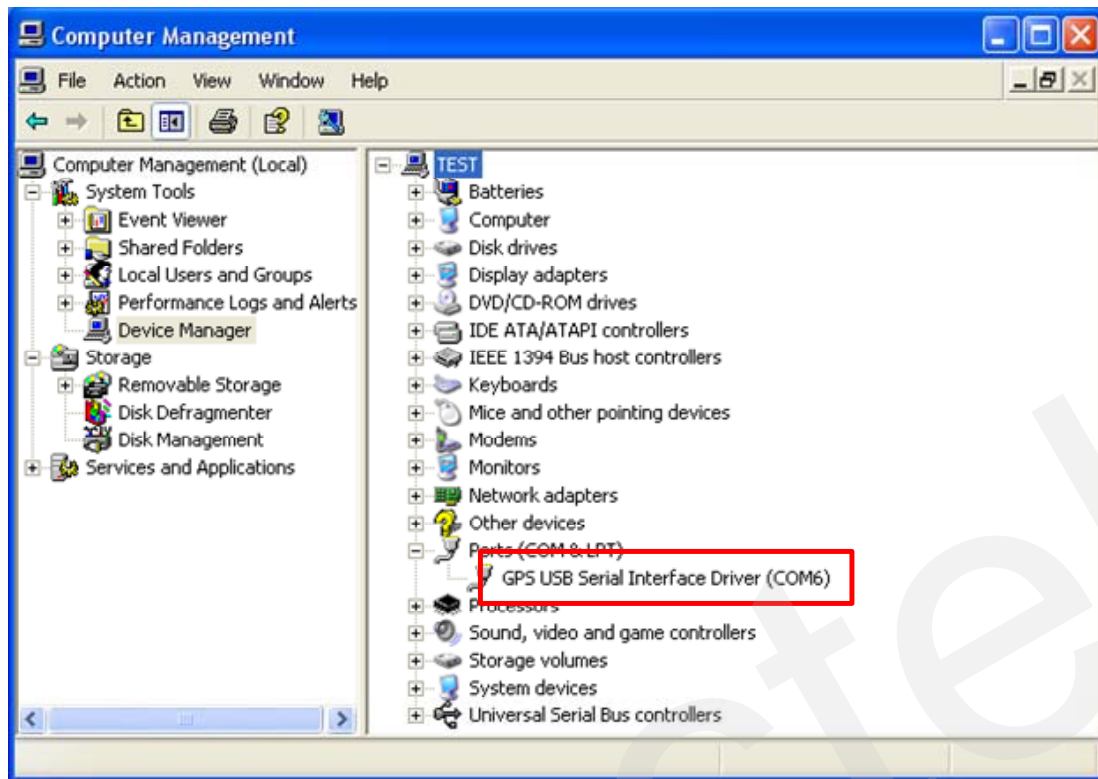 Computer Management
File Action View Window Help
Computer Management (Local)
System Tools
Event Viewer
Shared Folders
Local Users and Groups
Performance Logs and Alerts
Device Manager
Storage
Removable Storage
Disk Defragmenter
Disk Management
Services and Applications
TEST
Batteries
Computer
Disk drives
Display adapters
DVD/CD-ROM drives
IDE ATA/ATAPI controllers
IEEE 1394 Bus host controllers
Keyboards
Mice and other pointing devices
Modems
Monitors
Network adapters
Other devices
Ports (COM & LPT)
GPS USB Serial Interface Driver (COM6)
Processors
Sound, video and game controllers
Storage volumes
System devices
Universal Serial Bus controllers